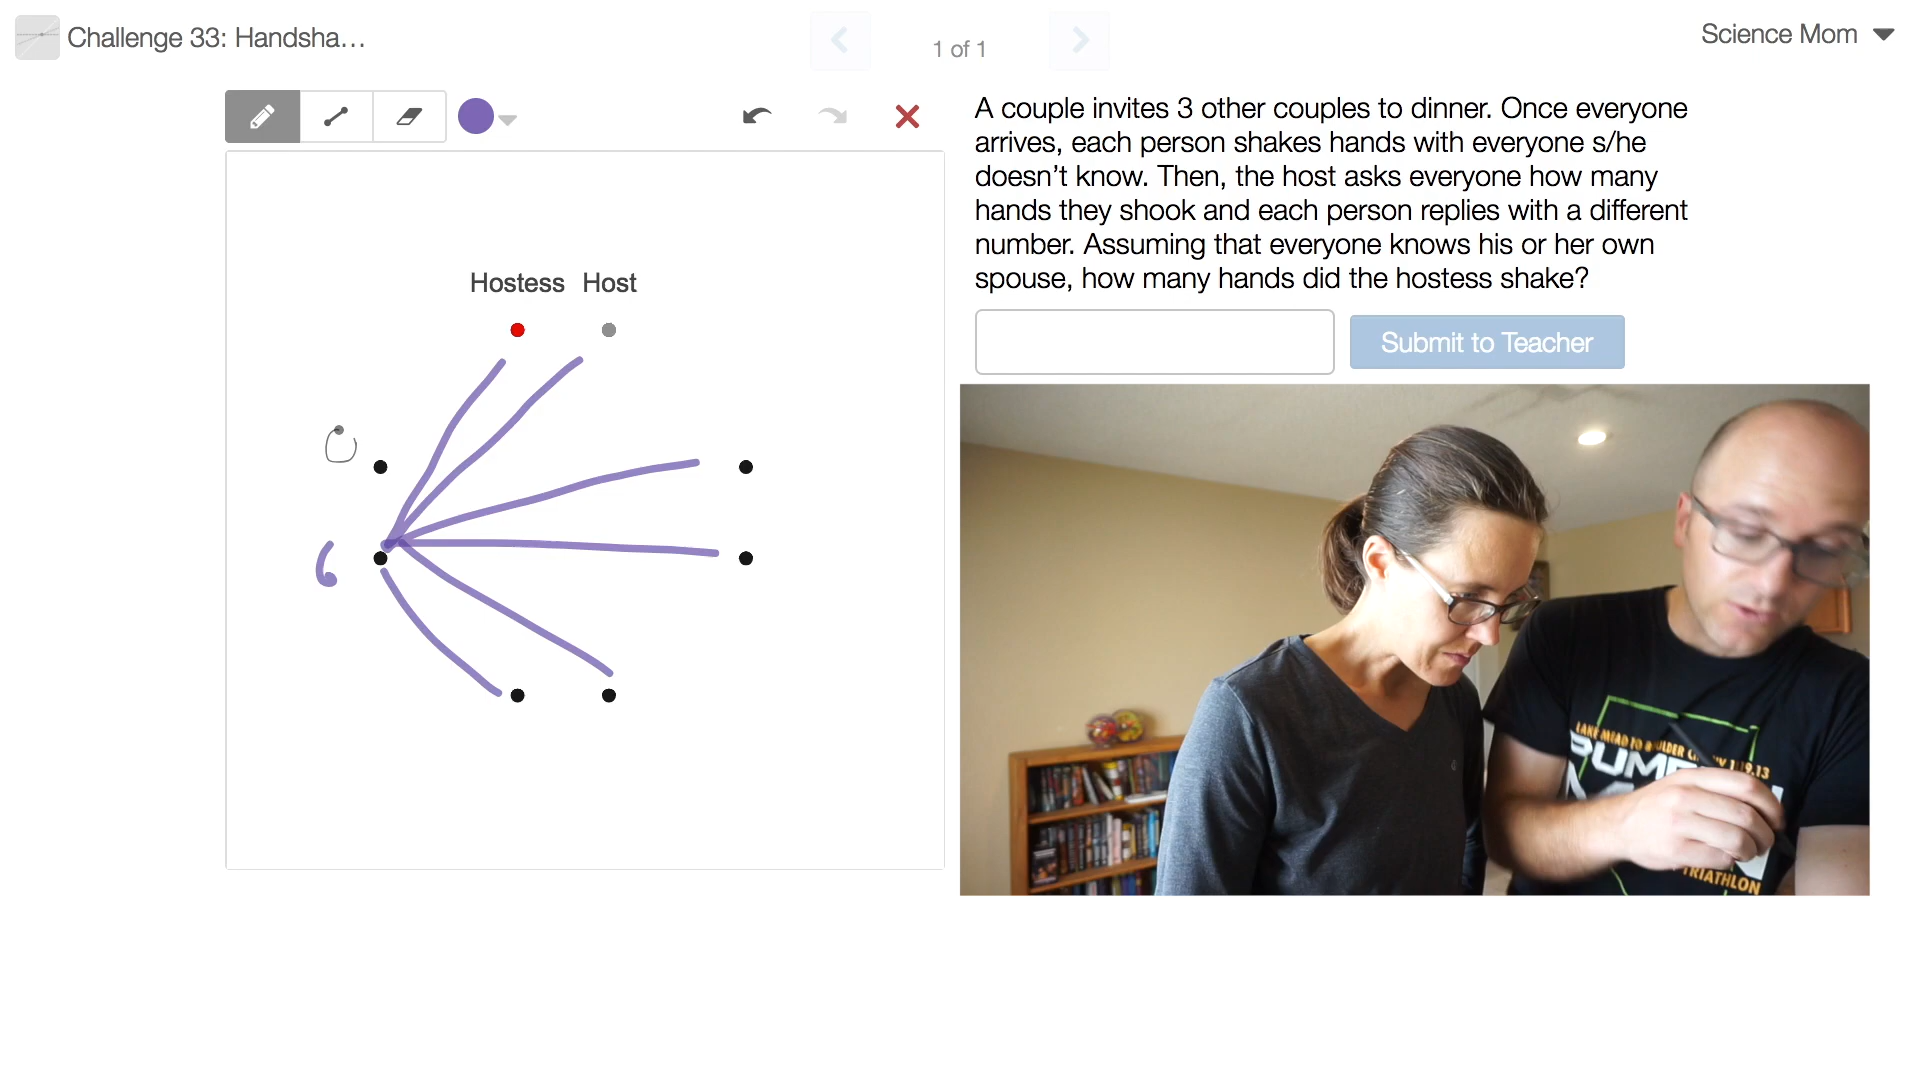 Challenge 33: Handsha...
1 of 1
Science Mom
A couple invites 3 other couples to dinner. Once everyone
arrives, each person shakes hands with everyone s/he
doesn't know. Then, the host asks everyone how many
hands they shook and each person replies with a different
number. Assuming that everyone knows his or her own
spouse, how many hands did the hostess shake?
Submit to Teacher
Hostess Host
0
6
TRIATHLON